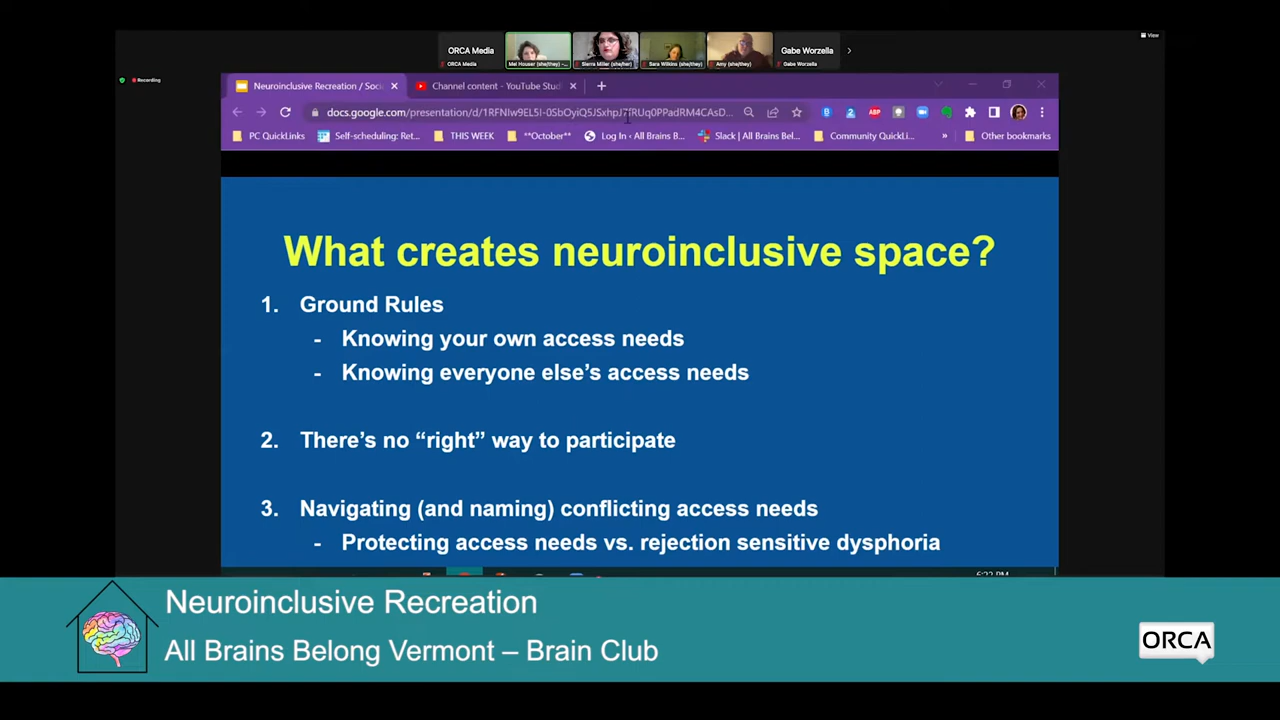 ORCA Media
Gabe Worzella
ORCA Media
Mel Houser (she/they) -...
Sierra Miller (she/her)
Sara Wilkins (she/they)
Amy (she/they)
Gabe Worzella
View
Recording
Neuroinclusive Recreation / Soci
Channel content - YouTube Stud
docs.google.com/presentation/d/
PC QuickLinks
Self-scheduling: Ret...
THIS WEEK
**October**
Log In ‹ All Brains B...
Slack | All Brains Bel...
Community QuickLi...
»
Other bookmarks
What creates neuroinclusive space?
1. Ground Rules
- Knowing your own access needs
- Knowing everyone else's access needs
2. There's no “right” way to participate
3. Navigating (and naming) conflicting access needs
- Protecting access needs vs. rejection sensitive dysphoria
Neuroinclusive Recreation
All Brains Belong Vermont – Brain Club
ORCA